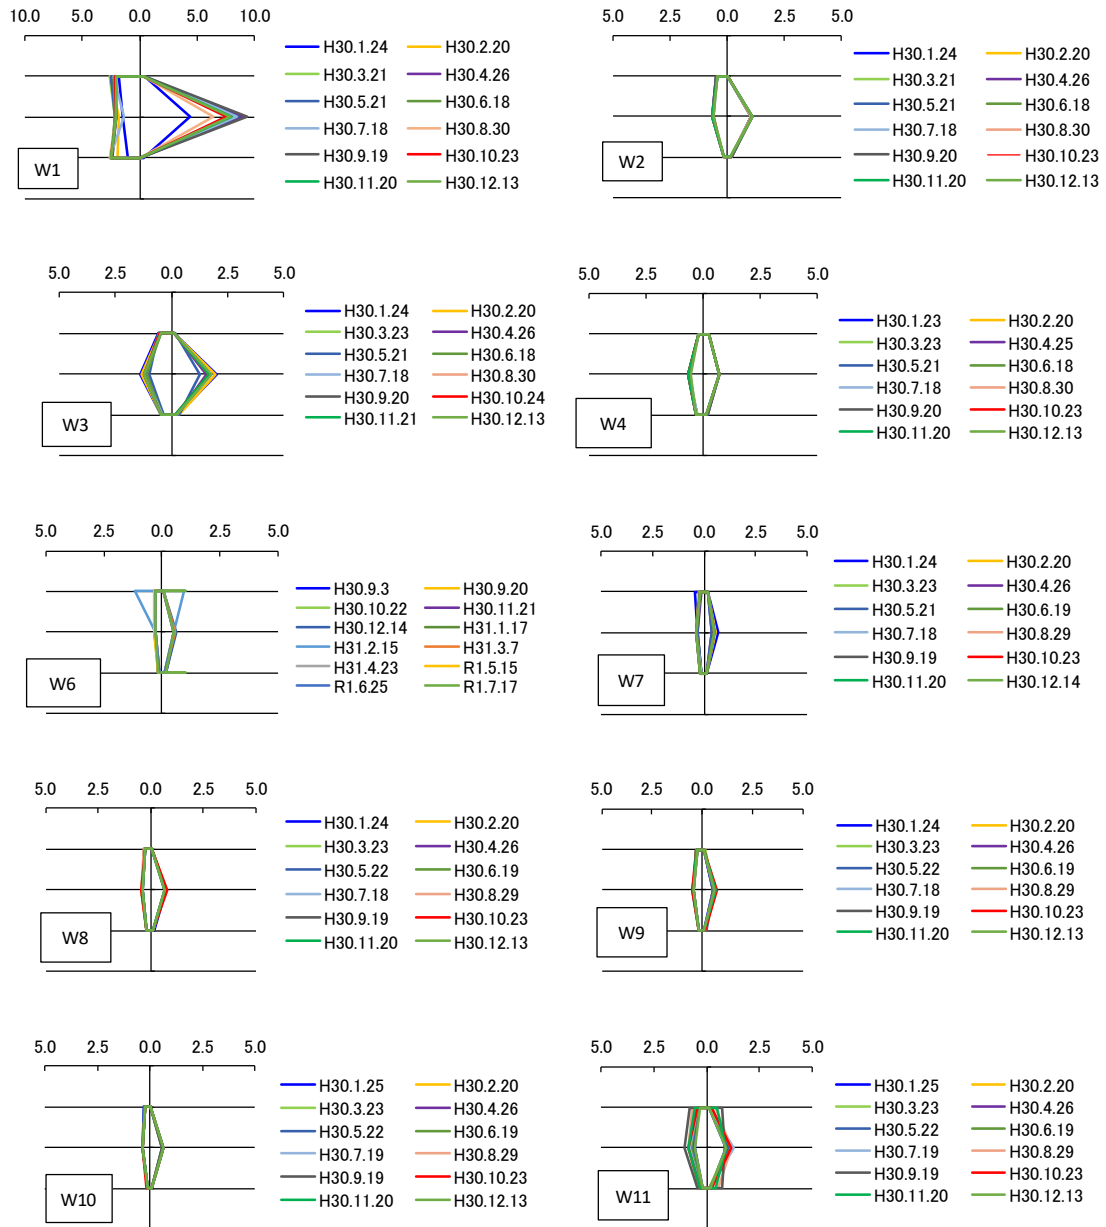 10.0 5.0 0.0 5.0 10.0
H30.1.24 H30.2.20
H30.3.21 H30.4.26
H30.5.21 H30.6.18
H30.7.18 H30.8.30
H30.9.19 H30.10.23
H30.11.20 H30.12.13
W1
5.0 2.5 0.0 2.5 5.0
H30.1.24 H30.2.20
H30.3.21 H30.4.26
H30.5.21 H30.6.18
H30.7.18 H30.8.30
H30.9.20 H30.10.23
H30.11.20 H30.12.13
W2
5.0 2.5 0.0 2.5 5.0
H30.1.24 H30.2.20
H30.3.23 H30.4.26
H30.5.21 H30.6.18
H30.7.18 H30.8.30
H30.9.20 H30.10.24
H30.11.21 H30.12.13
W3
5.0 2.5 0.0 2.5 5.0
H30.1.23 H30.2.20
H30.3.23 H30.4.25
H30.5.21 H30.6.18
H30.7.18 H30.8.30
H30.9.20 H30.10.23
H30.11.20 H30.12.13
W4
5.0 2.5 0.0 2.5 5.0
H30.9.3 H30.9.20
H30.10.22 H30.11.21
H30.12.14 H31.1.17
H31.2.15 H31.3.7
H31.4.23 R1.5.15
R1.6.25 R1.7.17
W6
5.0 2.5 0.0 2.5 5.0
H30.1.24 H30.2.20
H30.3.23 H30.4.26
H30.5.21 H30.6.19
H30.7.18 H30.8.29
H30.9.19 H30.10.23
H30.11.20 H30.12.14
W7
5.0 2.5 0.0 2.5 5.0
H30.1.24 H30.2.20
H30.3.23 H30.4.26
H30.5.22 H30.6.19
H30.7.18 H30.8.29
H30.9.19 H30.10.23
H30.11.20 H30.12.13
W8
5.0 2.5 0.0 2.5 5.0
H30.1.24 H30.2.20
H30.3.23 H30.4.26
H30.5.22 H30.6.19
H30.7.18 H30.8.29
H30.9.19 H30.10.23
H30.11.20 H30.12.13
W9
5.0 2.5 0.0 2.5 5.0
H30.1.25 H30.2.20
H30.3.23 H30.4.26
H30.5.22 H30.6.19
H30.7.19 H30.8.29
H30.9.19 H30.10.23
H30.11.20 H30.12.13
W10
5.0 2.5 0.0 2.5 5.0
H30.1.25 H30.2.20
H30.3.23 H30.4.26
H30.5.22 H30.6.19
H30.7.19 H30.8.29
H30.9.19 H30.10.23
H30.11.20 H30.12.13
W11